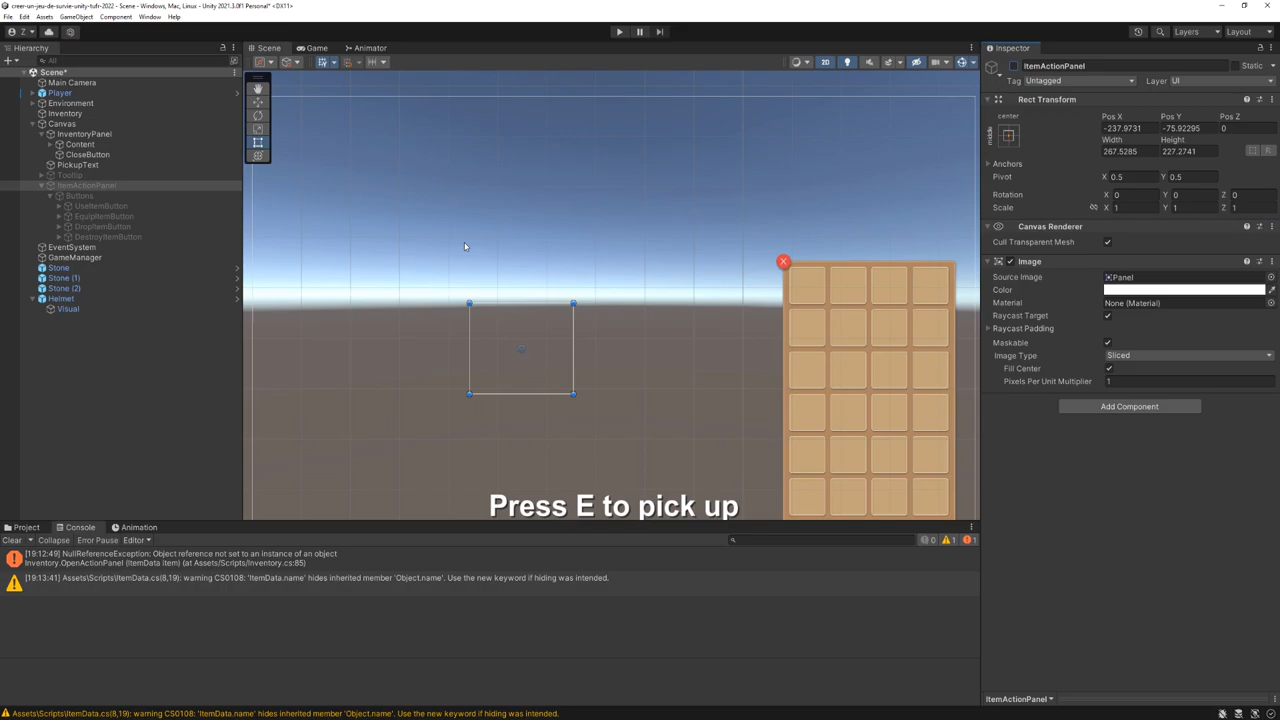 creer-un-jeu-de-survie-unity-tufr-2022 - Scene - Windows, Mac, Linux - Unity 2021.3.0f1 Personal* <DX11>
File Edit Assets GameObject Component Window Help
Z Layers Layout
Hierarchy
All
Scene*
Main Camera
Player
Environment
Inventory
Canvas
InventoryPanel
Content
CloseButton
PickupText
Tooltip
ItemActionPanel
Buttons
UseItemButton
EquipItemButton
DropItemButton
DestroyItemButton
EventSystem
GameManager
Stone
Stone (1)
Stone (2)
Helmet
Visual
Scene Game Animator
2D
X
Press E to pick up
Inspector
ItemActionPanel Static
Tag Untagged Layer UI
Rect Transform
center
middle
Pos X Pos Y Pos Z
-237.9731 -75.92295 0
Width Height
267.5285 227.2741
R
Anchors
Pivot X 0.5 Y 0.5
Rotation X 0 Y 0 Z 0
Scale X 1 Y 1 Z 1
Canvas Renderer
Cull Transparent Mesh
Image
Source Image Panel
Color
Material None (Material)
Raycast Target
Raycast Padding
Maskable
Image Type Sliced
Fill Center
Pixels Per Unit Multiplier 1
Add Component
ItemActionPanel
Project Console Animation
Clear Collapse Error Pause Editor
0 1 1
[19:12:49] NullReferenceException: Object reference not set to an instance of an object
Inventory.OpenActionPanel (ItemData item) (at Assets/Scripts/Inventory.cs:85)
[19:13:41] Assets\Scripts\ItemData.cs(8,19): warning CS0108: 'ItemData.name' hides inherited member 'Object.name'. Use the new keyword if hiding was intended.
Assets\Scripts\ItemData.cs(8,19): warning CS0108: 'ItemData.name' hides inherited member 'Object.name'. Use the new keyword if hiding was intended.